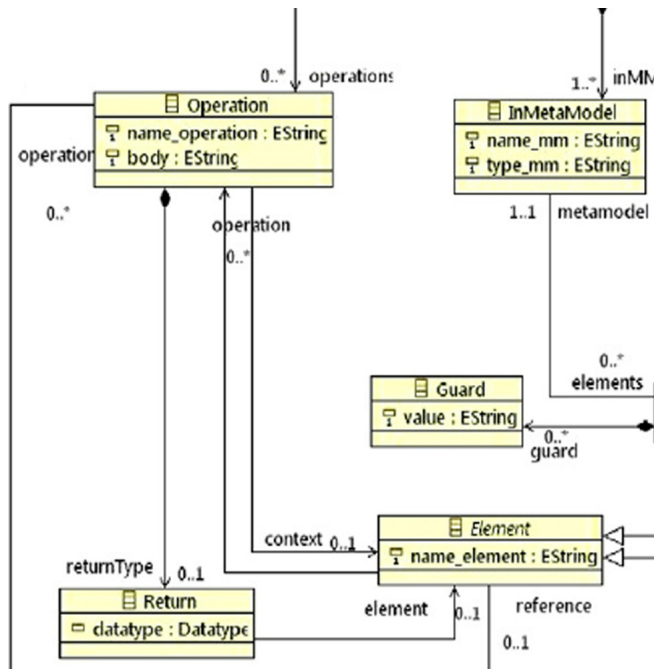 0..* operations
1..* inMM
Operation
name_operation : EString
body : EString
InMetaModel
name_mm : EString
type_mm : EString
operation
0..*
operation
0..*
1..1 metamodel
0..*
elements
Guard
value : EString
0..*
guard
Element
name_element : EString
context 0..1
returnType 0..1
Return
datatype : Datatype
element 0..1
reference
0..1